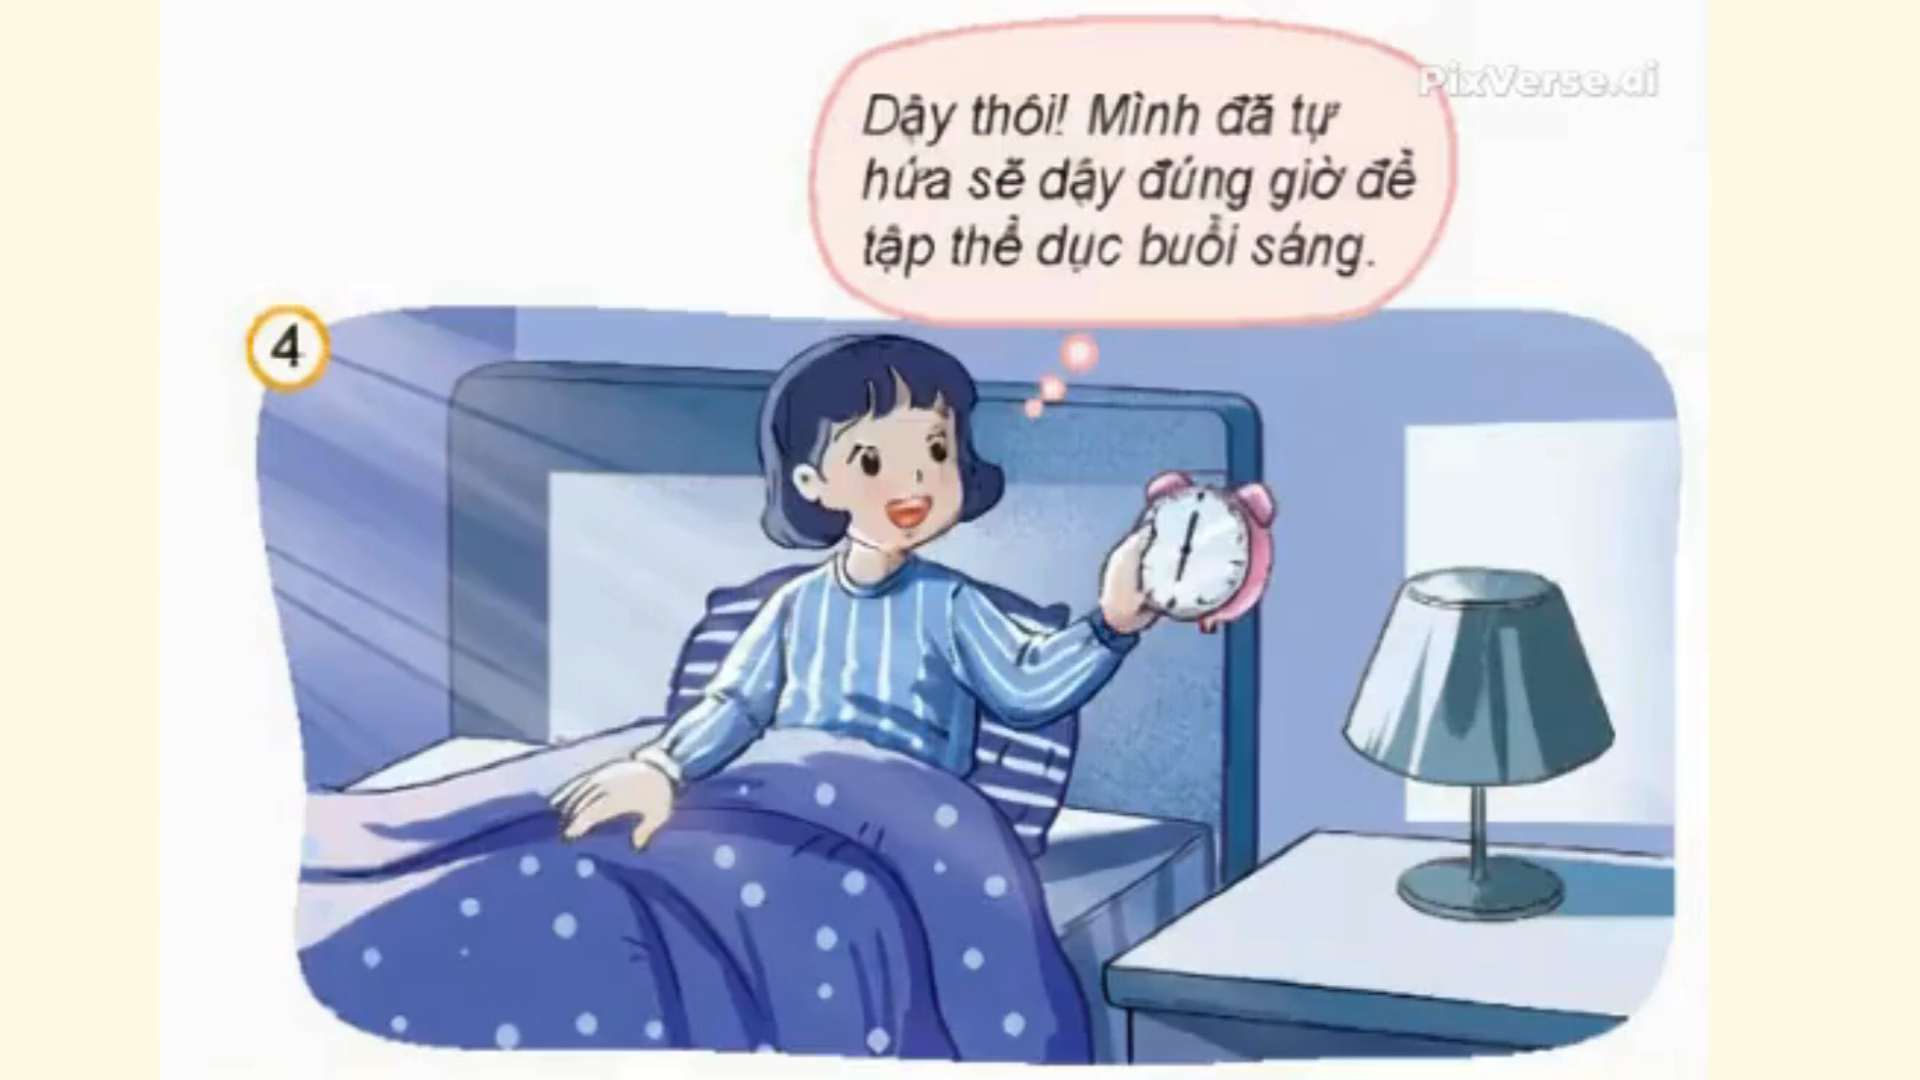 PixVerse.ai
Dậy thôi! Mình đã tự
hứa sẽ dậy đúng giờ để
tập thể dục buổi sáng.
4